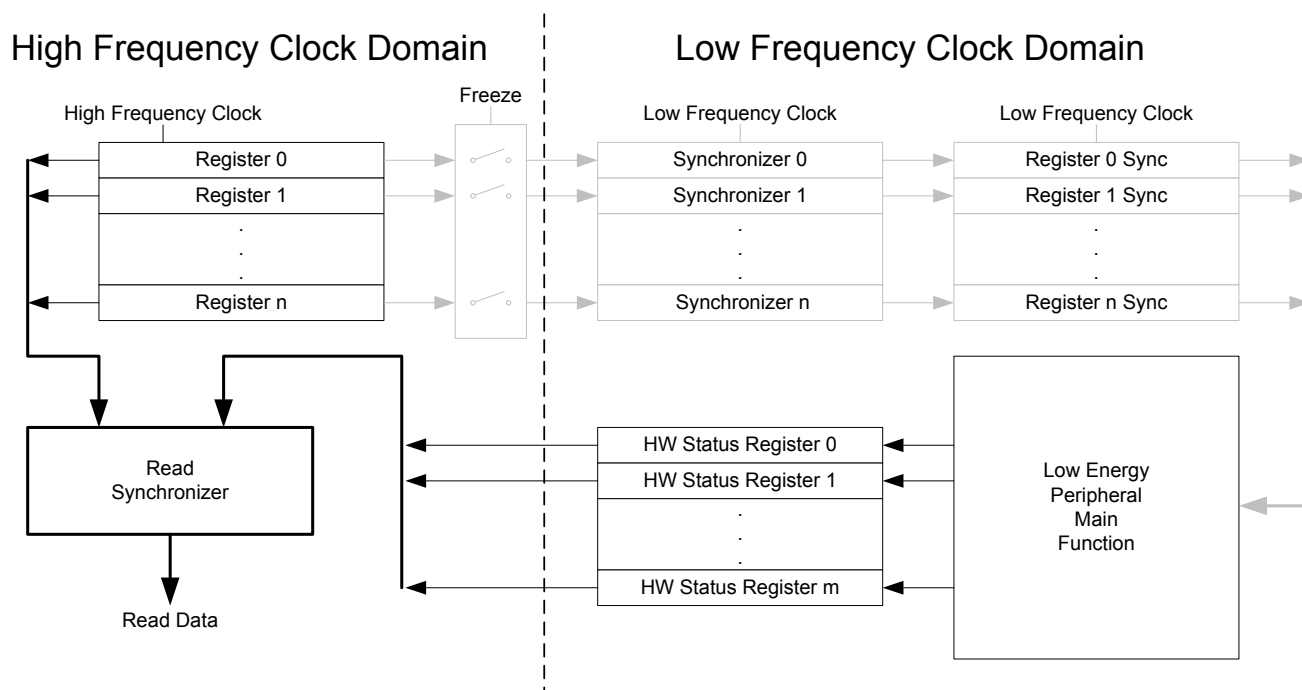 High Frequency Clock Domain
Low Frequency Clock Domain
High Frequency Clock
Freeze
Low Frequency Clock
Low Frequency Clock
Register 0
Synchronizer 0
Register 0 Sync
Register 1
Synchronizer 1
Register 1 Sync
.
.
.
.
.
.
.
.
.
Register n
Synchronizer n
Register n Sync
Read
Synchronizer
Read Data
HW Status Register 0
HW Status Register 1
.
.
.
HW Status Register m
Low Energy
Peripheral
Main
Function